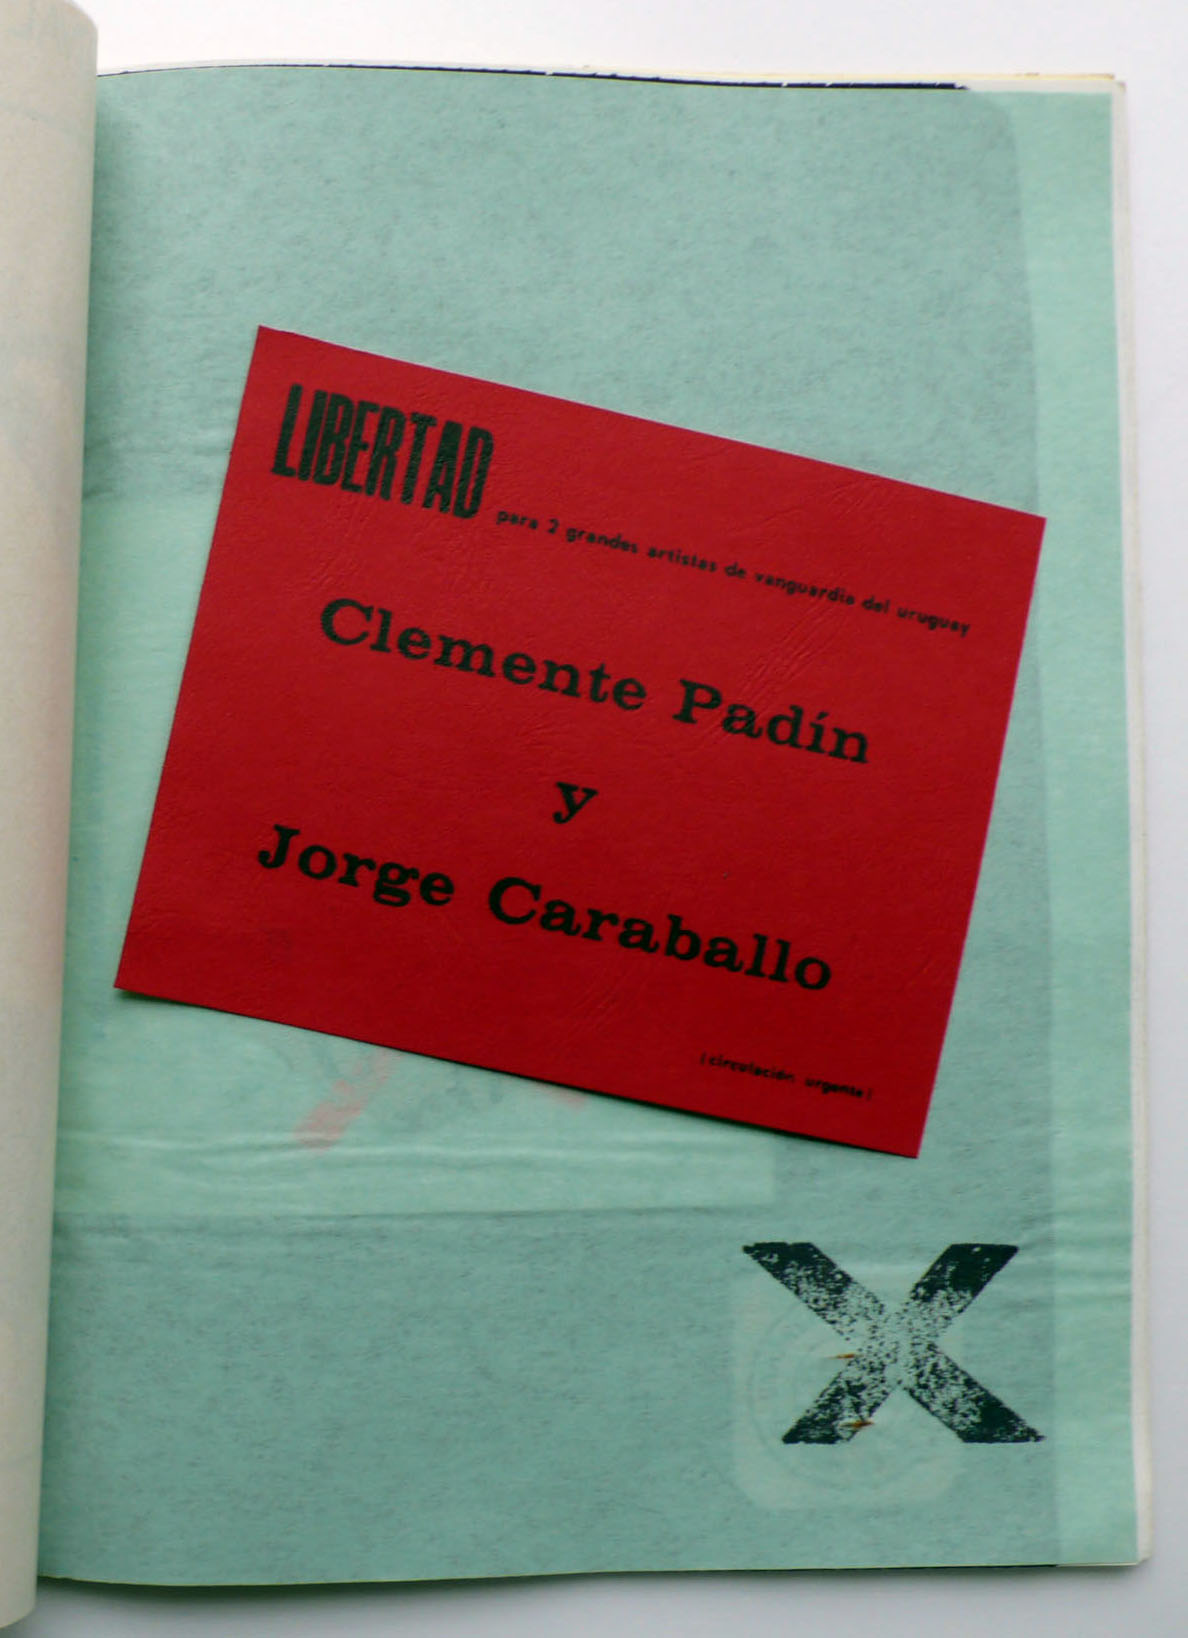 LIBERTAD para 2 grandes artistas de vanguardia del uruguay
Clemente Padín
y
Jorge Caraballo
(circulación urgente)
X